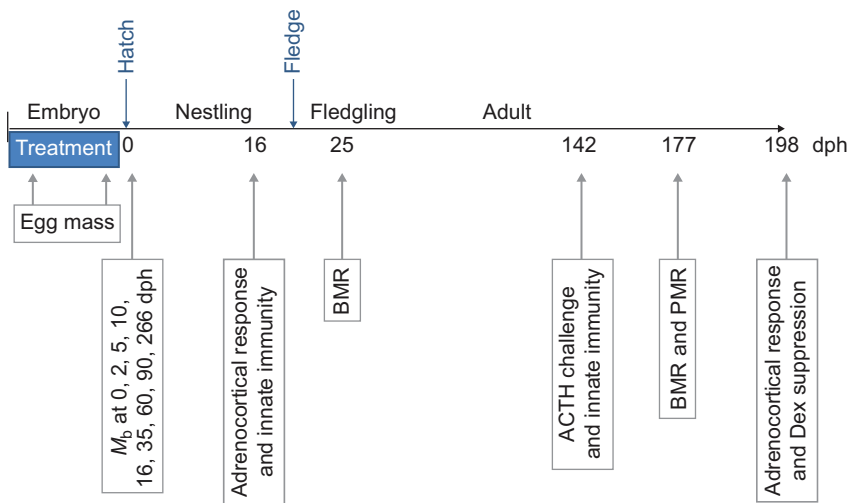 Hatch
Fledge
Embryo
Nestling
Fledgling
Adult
Treatment
0
16
25
142
177
198
dph
Egg mass
Mb at 0, 2, 5, 10,
16, 35, 60, 90, 266 dph
Adrenocortical response
and innate immunity
BMR
ACTH challenge
and innate immunity
BMR and PMR
Adrenocortical response
and Dex suppression